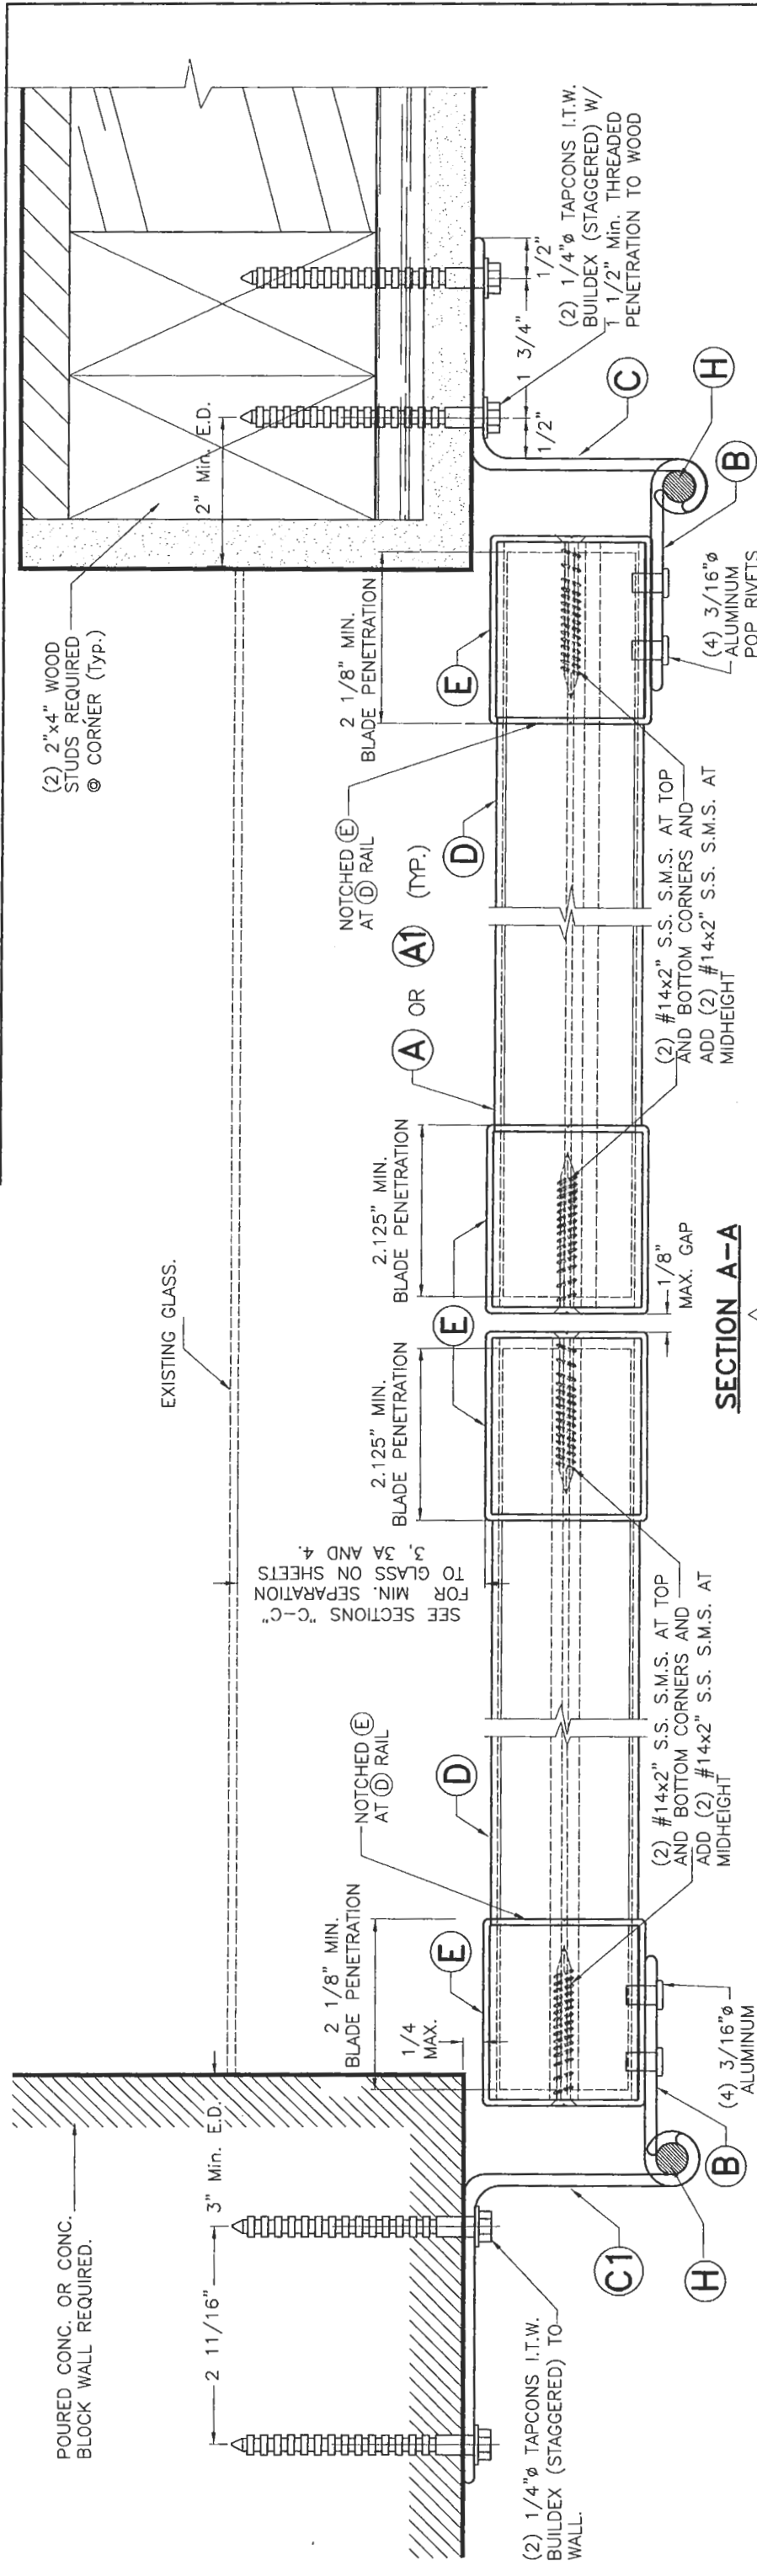 POURED CONC. OR CONC.
BLOCK WALL REQUIRED.
2 11/16"
3" Min. E.D.
(2) 1/4"ø TAPCONS I.T.W.
BUILDEX (STAGGERED) TO
WALL.
C1
H
B
(4) 3/16"ø
ALUMINUM
1/4
MAX.
2 1/8" MIN.
BLADE PENETRATION
E
NOTCHED E
AT D RAIL
D
(2) #14x2" S.S. S.M.S. AT TOP
AND BOTTOM CORNERS AND
ADD (2) #14x2" S.S. S.M.S. AT
MIDHEIGHT
EXISTING GLASS.
SEE SECTIONS "C-C"
FOR MIN. SEPARATION
TO GLASS ON SHEETS
3, 3A AND 4.
2.125" MIN.
BLADE PENETRATION
E
2.125" MIN.
BLADE PENETRATION
1/8"
MAX. GAP
SECTION A-A
A OR A1 (TYP.)
(2) #14x2" S.S. S.M.S. AT TOP
AND BOTTOM CORNERS AND
ADD (2) #14x2" S.S. S.M.S. AT
MIDHEIGHT
D
NOTCHED E
AT D RAIL
2 1/8" MIN.
BLADE PENETRATION
E
(4) 3/16"ø
ALUMINUM
POP RIVETS
B
H
C
(2) 2"x4" WOOD
STUDS REQUIRED
@ CORNER (Typ.)
2" Min. E.D.
1/2"
1 3/4"
1/2"
(2) 1/4"ø TAPCONS I.T.W.
BUILDEX (STAGGERED) W/
1 1/2" Min. THREADED
PENETRATION TO WOOD